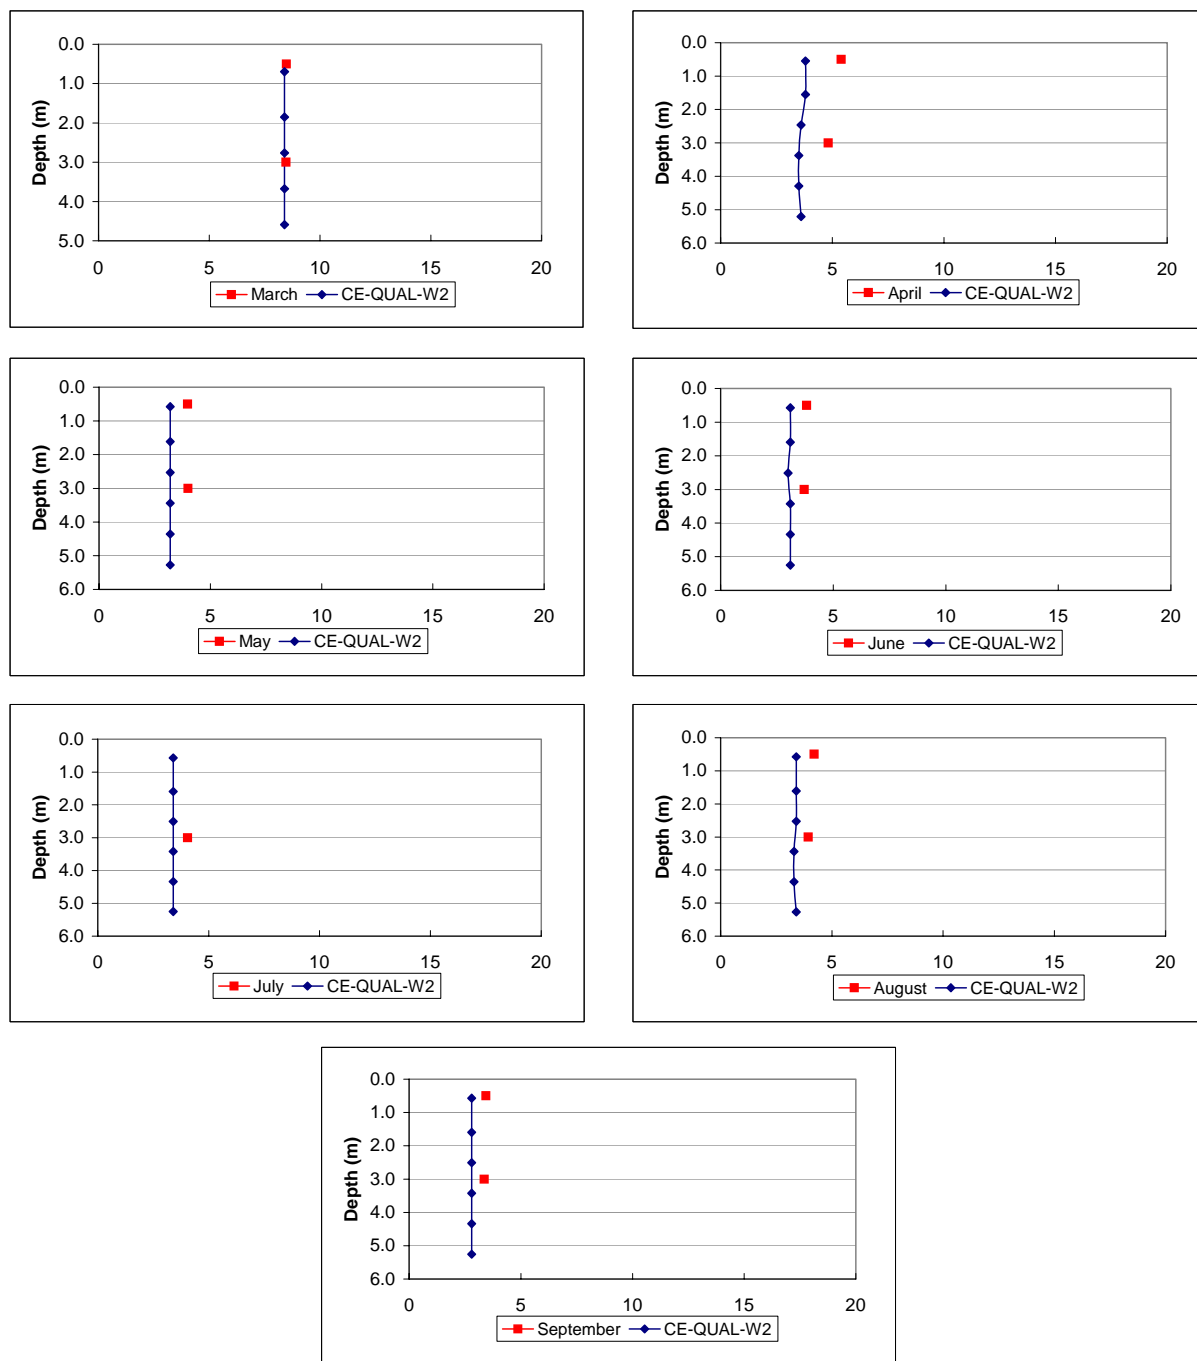 0.0
1.0
2.0
3.0
4.0
5.0
Depth (m)
0 5 10 15 20
March CE-QUAL-W2
0.0
1.0
2.0
3.0
4.0
5.0
6.0
Depth (m)
0 5 10 15 20
April CE-QUAL-W2
0.0
1.0
2.0
3.0
4.0
5.0
6.0
Depth (m)
0 5 10 15 20
May CE-QUAL-W2
0.0
1.0
2.0
3.0
4.0
5.0
6.0
Depth (m)
0 5 10 15 20
June CE-QUAL-W2
0.0
1.0
2.0
3.0
4.0
5.0
6.0
Depth (m)
0 5 10 15 20
July CE-QUAL-W2
0.0
1.0
2.0
3.0
4.0
5.0
6.0
Depth (m)
0 5 10 15 20
August CE-QUAL-W2
0.0
1.0
2.0
3.0
4.0
5.0
6.0
Depth (m)
0 5 10 15 20
September CE-QUAL-W2